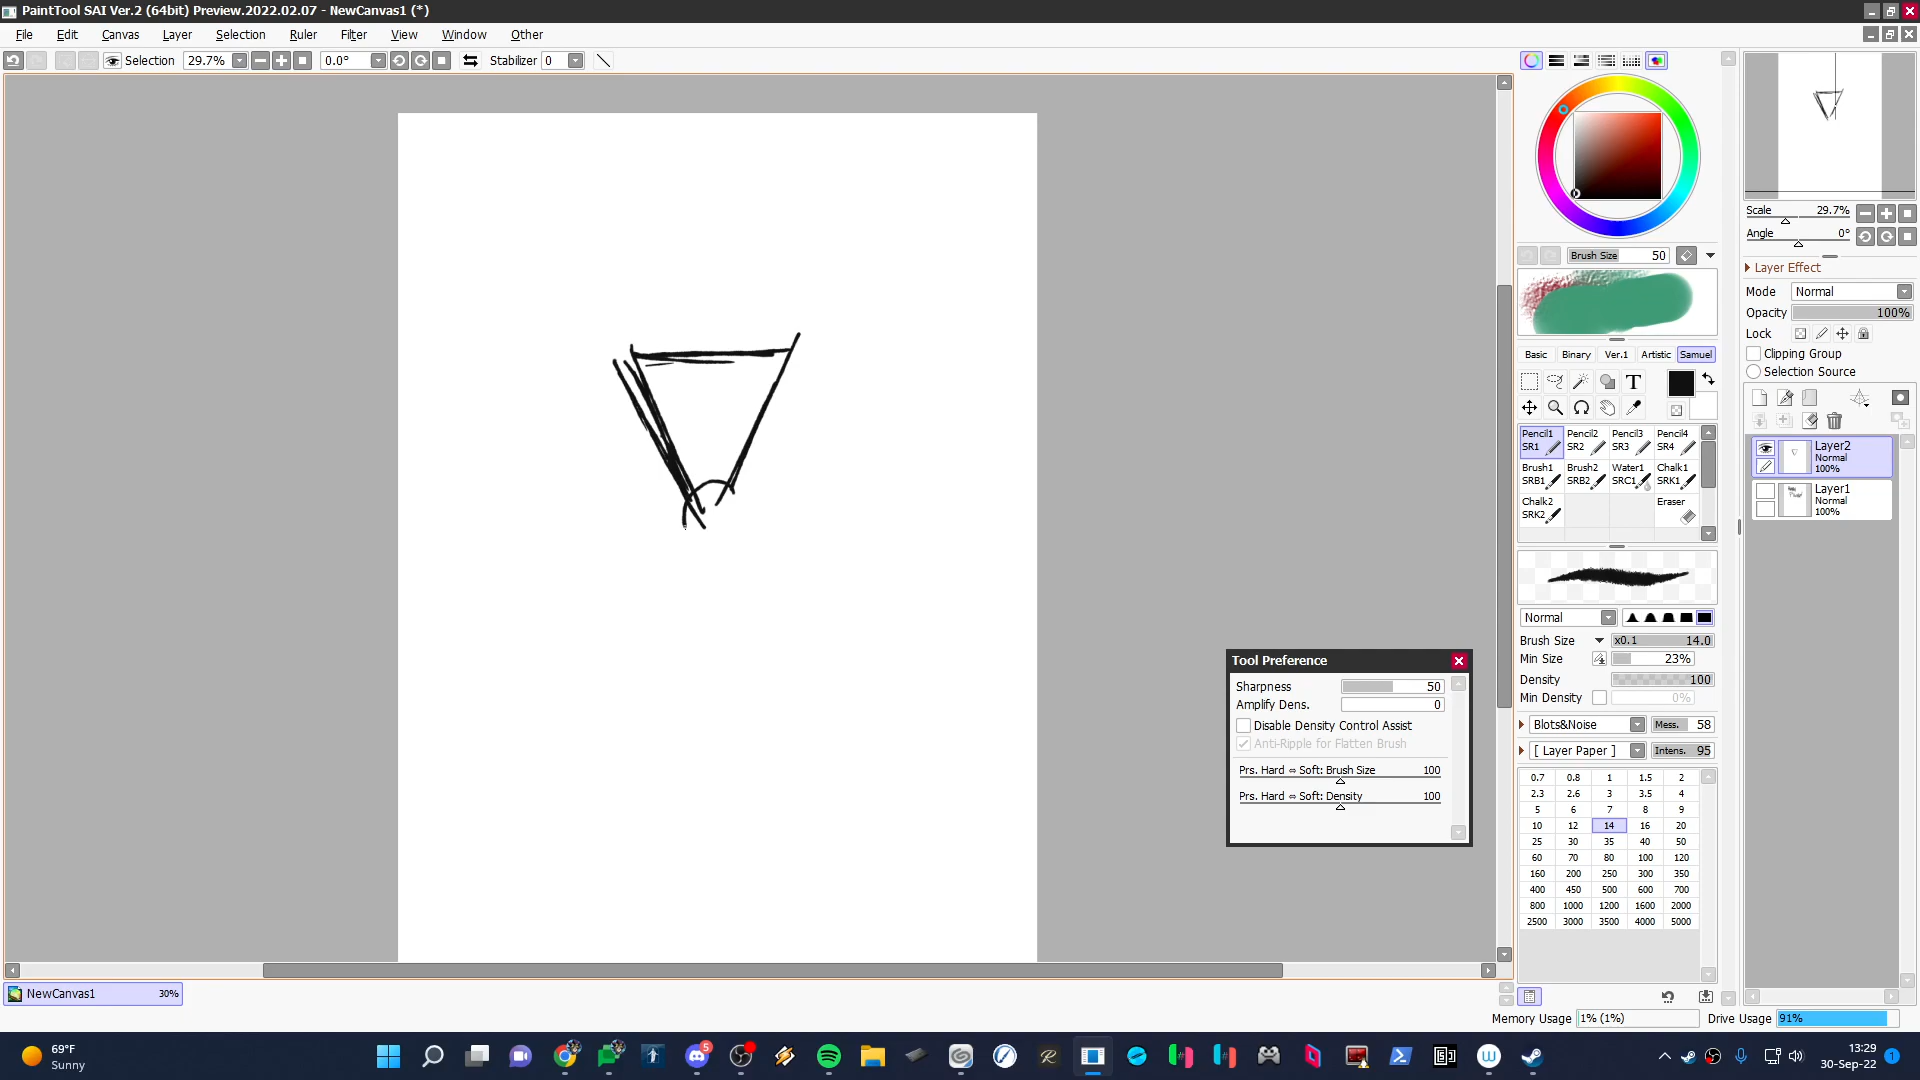 PaintTool SAI Ver.2 (64bit) Preview.2022.02.07 - NewCanvas1 (*)
File Edit Canvas Layer Selection Ruler Filter View Window Other
Selection 29.7% 0.0° Stabilizer 0
Scale 29.7%
Angle 0°
Brush Size 50
Layer Effect
Mode Normal
Opacity 100%
Lock
Clipping Group
Selection Source
Basic Binary Ver.1 Artistic Samuel
T
Pencil1 Pencil2 Pencil3 Pencil4
SR1 SR2 SR3 SR4
Brush1 Brush2 Water1 Chalk1
SRB1 SRB2 SRC1 SRK1
Chalk2 Eraser
SRK2
Layer2
Normal
100%
Layer1
Normal
100%
Normal
Brush Size x0.1 14.0
Min Size 23%
Density 100
Min Density 0%
Blots&Noise Mess. 58
[ Layer Paper ] Intens. 95
0.7 0.8 1 1.5 2
2.3 2.6 3 3.5 4
5 6 7 8 9
10 12 14 16 20
25 30 35 40 50
60 70 80 100 120
160 200 250 300 350
400 450 500 600 700
800 1000 1200 1600 2000
2500 3000 3500 4000 5000
Tool Preference
Sharpness 50
Amplify Dens. 0
Disable Density Control Assist
Anti-Ripple for Flatten Brush
Prs. Hard ⇔ Soft: Brush Size 100
Prs. Hard ⇔ Soft: Density 100
NewCanvas1 30%
Memory Usage 1% (1%) Drive Usage 91%
69°F
Sunny
5
13:29
30-Sep-22
1